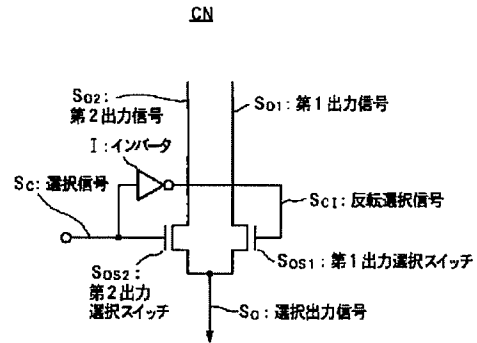 CN
SO2:
第2出力信号
SO1:第1出力信号
I:インバータ
SC:選択信号
SCI:反転選択信号
SOS2:
第2出力
選択スイッチ
SOS1:第1出力選択スイッチ
SO:選択出力信号